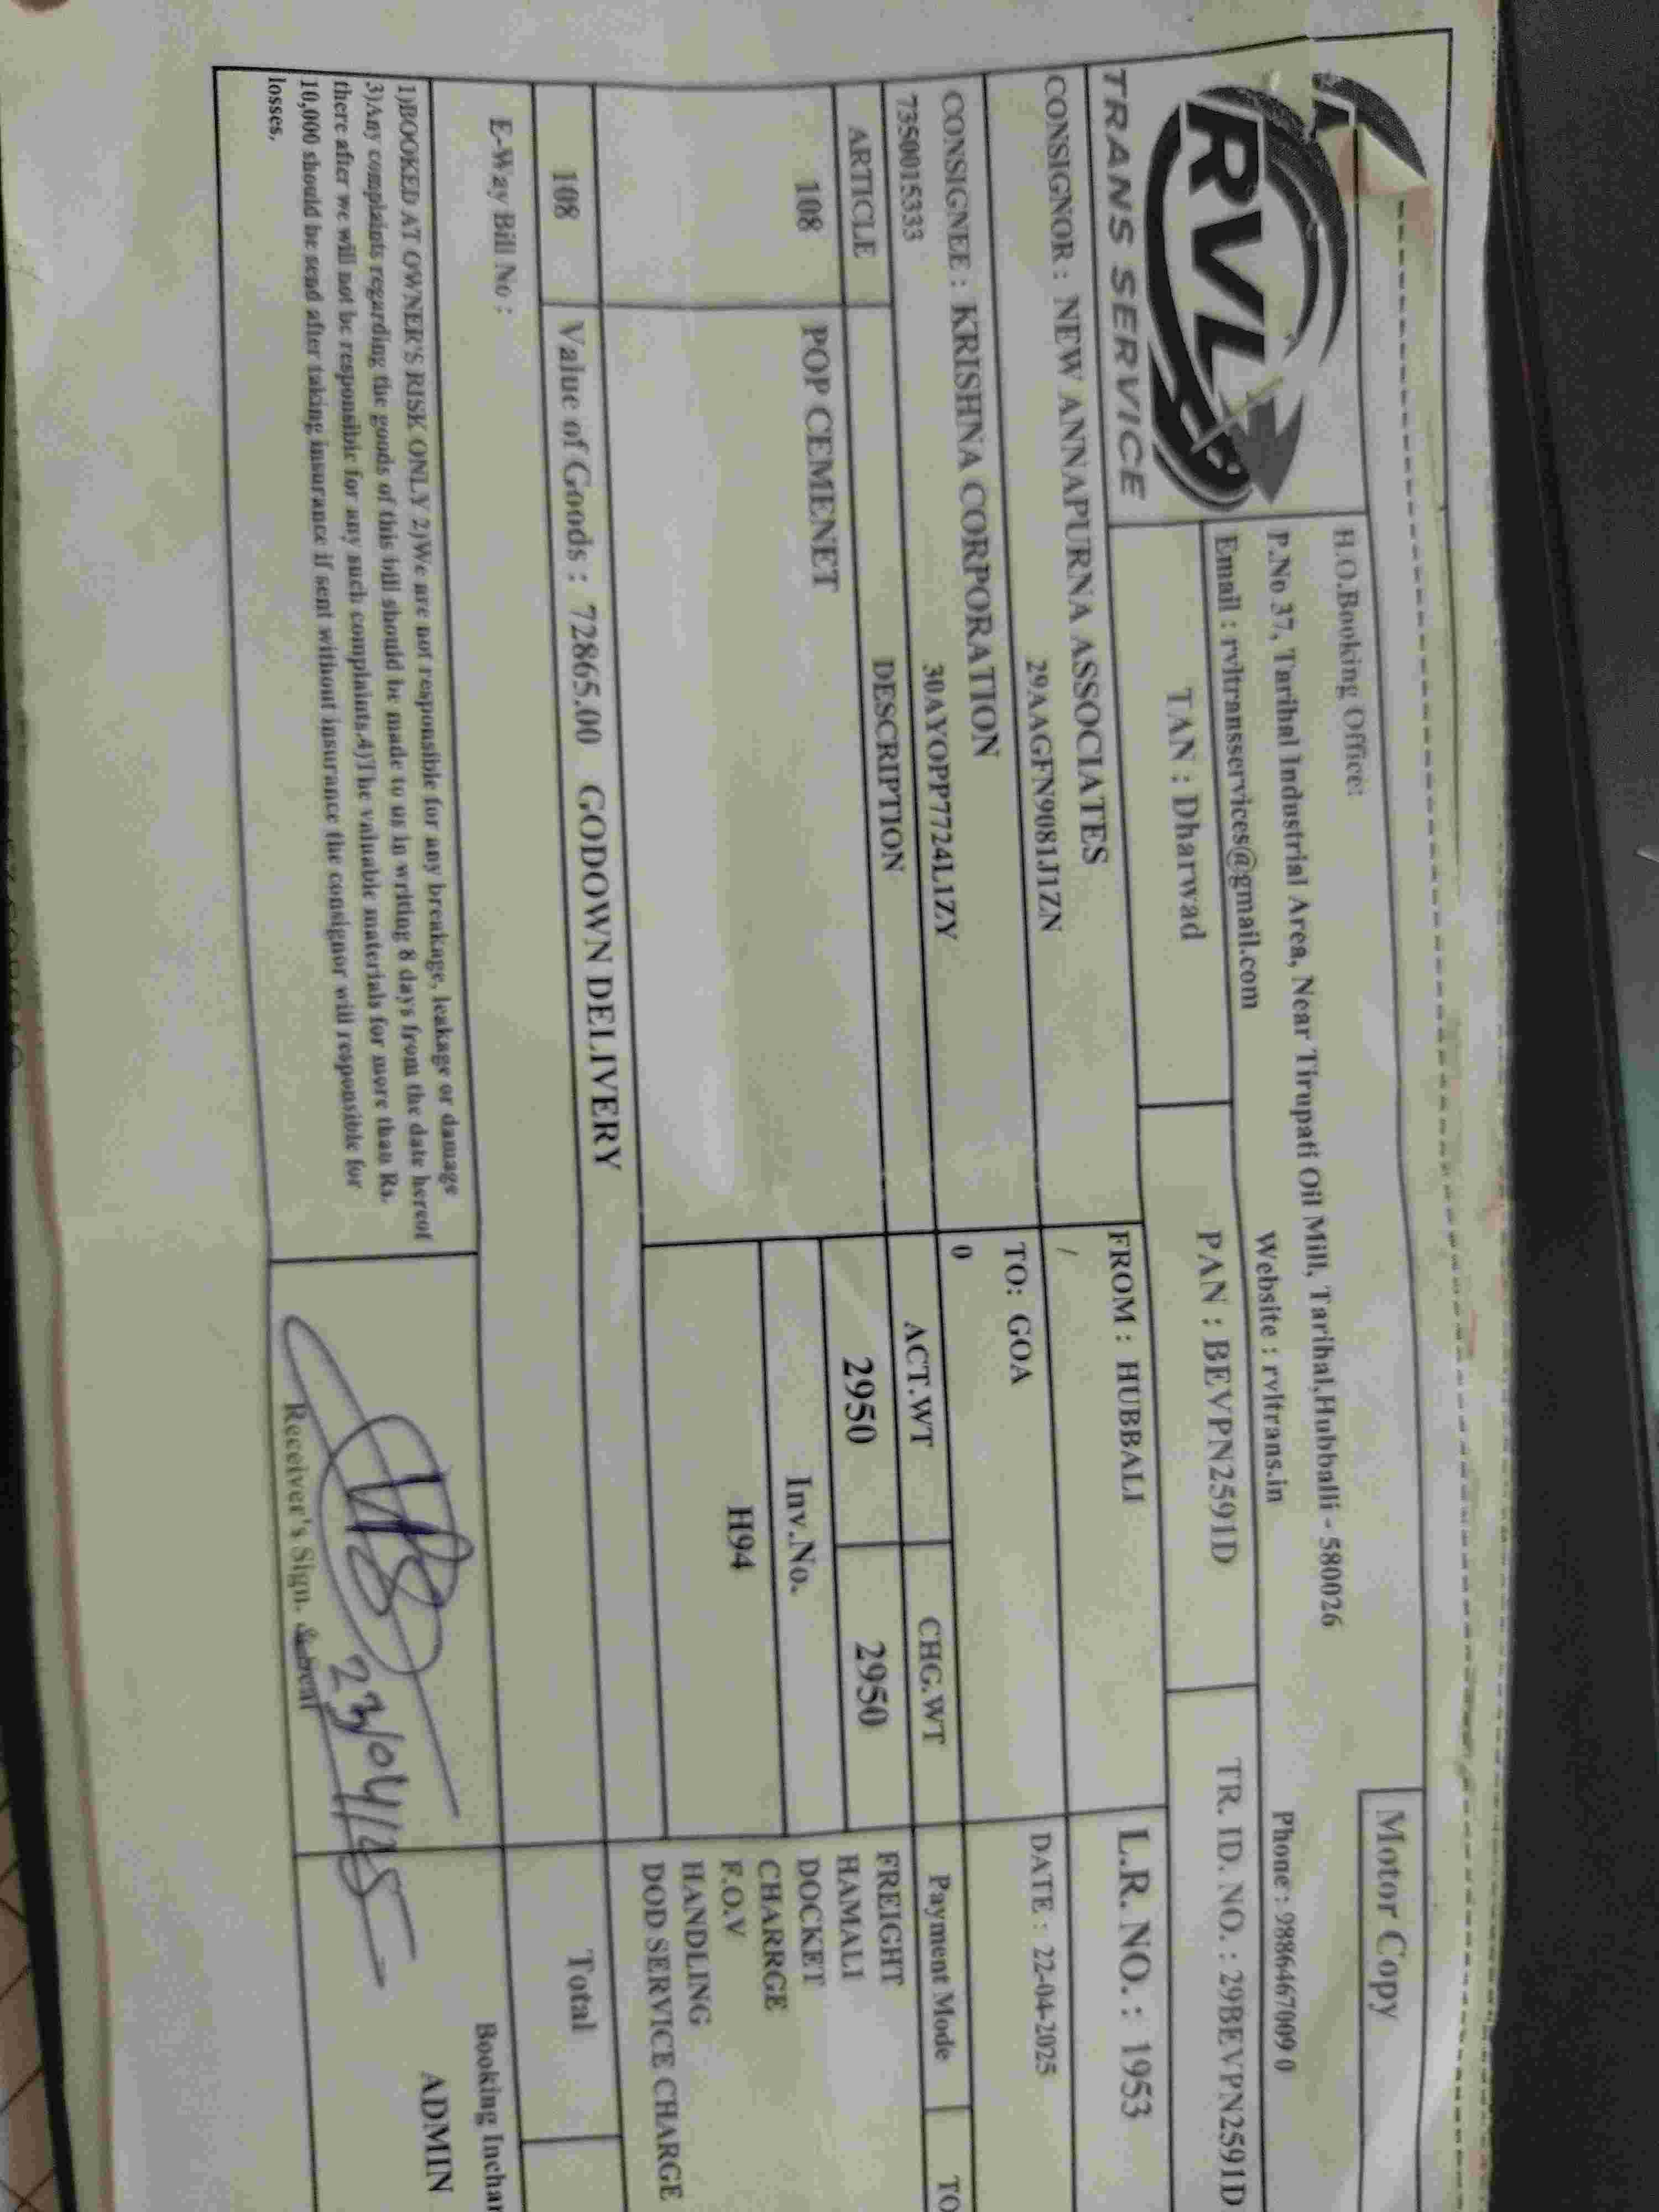 Motor Copy
RVL
TRANS SERVICE
H.O.Booking Office:
P.No 37, Tarihal Industrial Area, Near Tirupati Oil Mill, Tarihal,Hubballi - 580026
Email : rvltransservices@gmail.com Website : rvltrans.in Phone : 9886467009 0
TAN : Dharwad PAN : BEVPN2591D TR. ID. NO. : 29BEVPN2591D
CONSIGNOR : NEW ANNAPURNA ASSOCIATES FROM : HUBBALI L.R. NO. : 1953
29AAGFN9081J1ZN /
CONSIGNEE : KRISHNA CORPORATION TO: GOA DATE : 22-04-2025
7350015333 30AYOPP7724L1ZY 0
ARTICLE DESCRIPTION ACT.WT CHG.WT Payment Mode TO
108 POP CEMENET 2950 2950 FREIGHT
HAMALI
Inv.No. DOCKET
CHARRGE
H94 F.O.V
HANDLING
DOD SERVICE CHARGE
108 Value of Goods : 72865.00 GODOWN DELIVERY Total
E-Way Bill No :
1)BOOKED AT OWNER'S RISK ONLY 2)We are not responsible for any breakage, leakage or damage
3)Any complaints regarding the goods of this bill should be made to us in writing 8 days from the date hereof
there after we will not be responsible for any such complaints.4)The valuable materials for more than Rs.
10,000 should be send after taking insurance if sent without insurance the consignor will responsible for
losses.
23/04/25
Receiver's Sign.
Booking Inchar
ADMIN